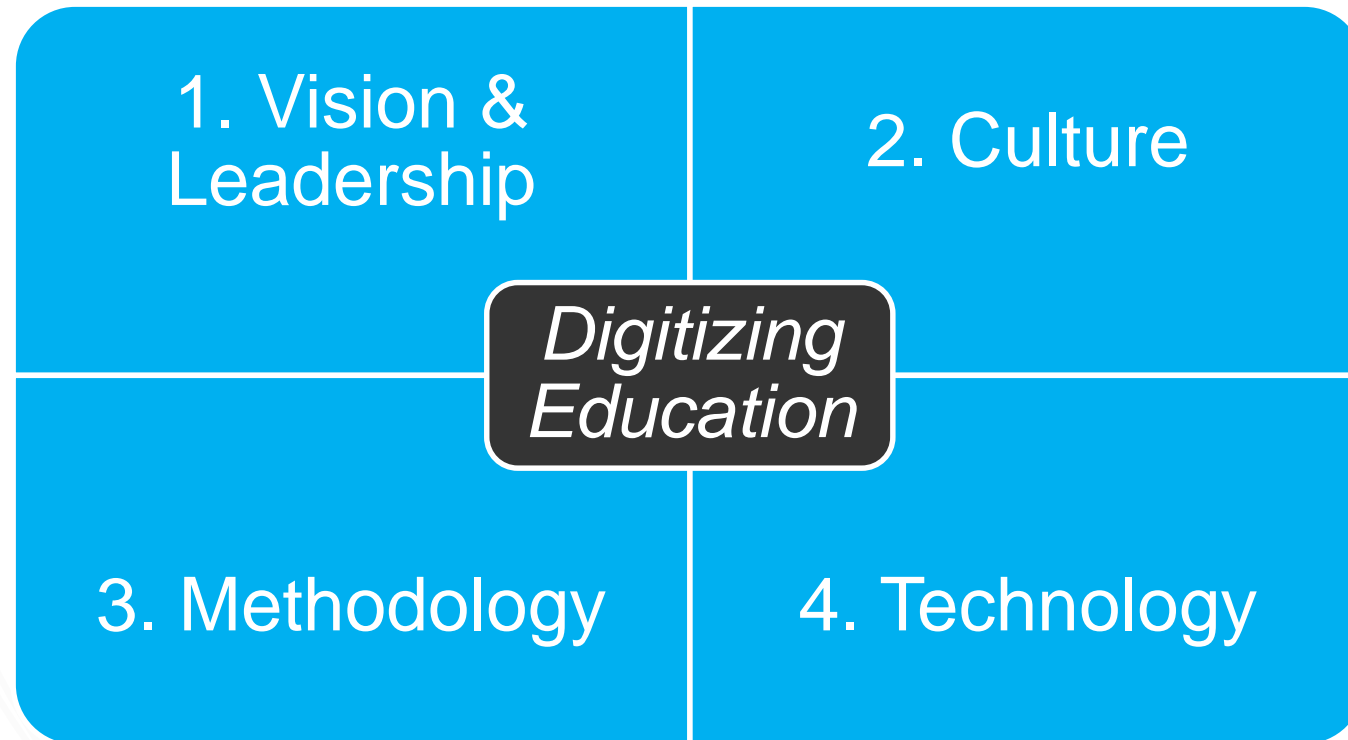 1. Vision &
Leadership
2. Culture
Digitizing
Education
3. Methodology
4. Technology